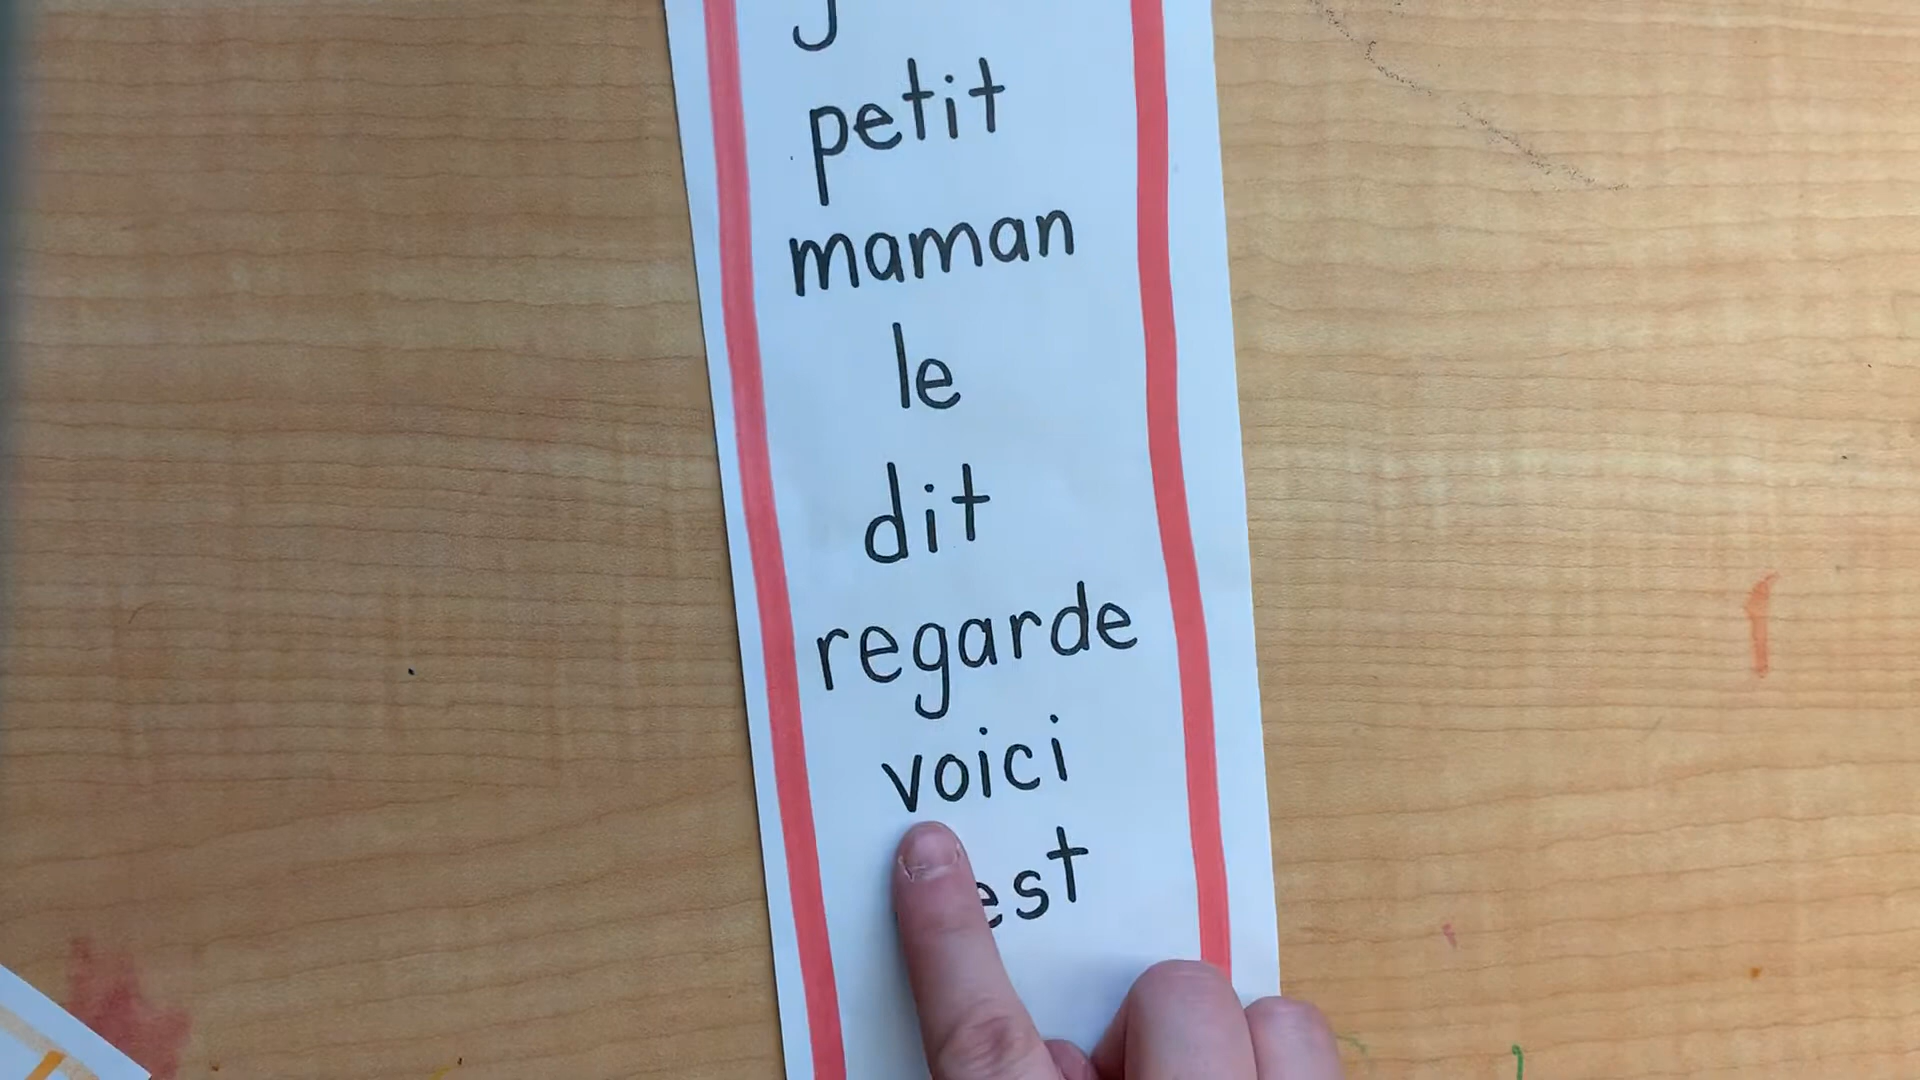 petit
maman
le
dit
regarde
voici